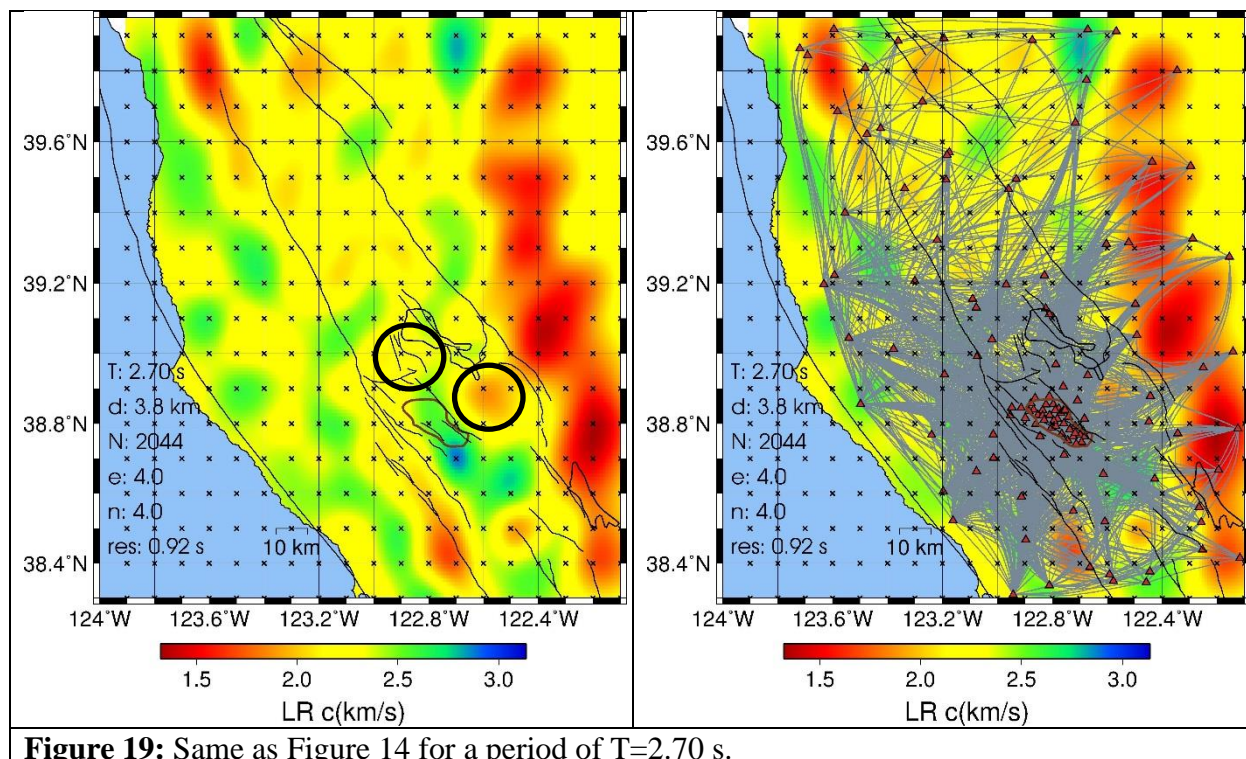 39.6˚N
39.2˚N
38.8˚N
38.4˚N
T: 2.70 s
d: 3.8 km
N: 2044
e: 4.0
n: 4.0
res: 0.92 s
10 km
124˚W 123.6˚W 123.2˚W 122.8˚W 122.4˚W
1.5 2.0 2.5 3.0
LR c(km/s)
39.6˚N
39.2˚N
38.8˚N
38.4˚N
T: 2.70 s
d: 3.8 km
N: 2044
e: 4.0
n: 4.0
res: 0.92 s
10 km
124˚W 123.6˚W 123.2˚W 122.8˚W 122.4˚W
1.5 2.0 2.5 3.0
LR c(km/s)
Figure 19: Same as Figure 14 for a period of T=2.70 s.